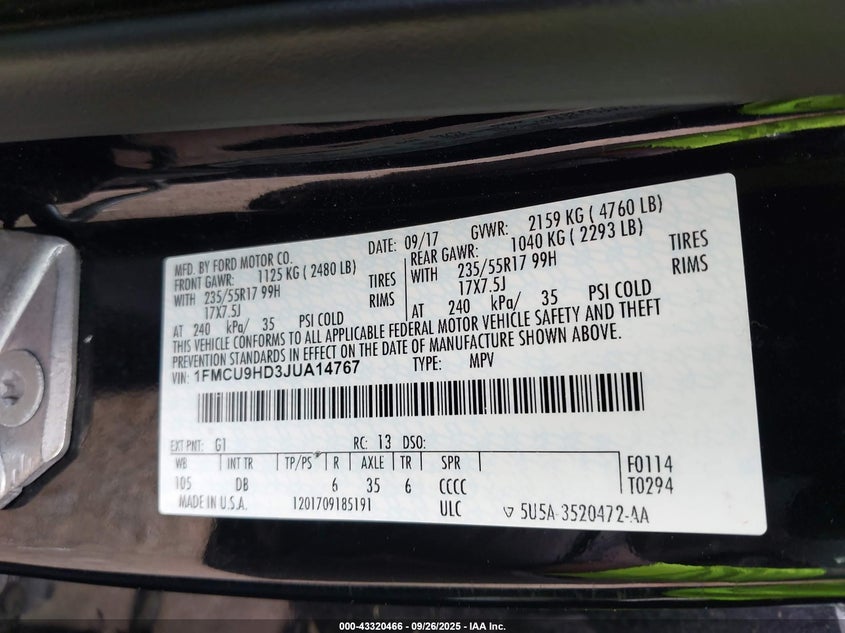 MFD. BY FORD MOTOR CO. DATE: 09/17 GVWR: 2159 KG ( 4760 LB)
FRONT GAWR: 1125 KG ( 2480 LB) REAR GAWR: 1040 KG ( 2293 LB)
WITH 235/55R17 99H TIRES WITH 235/55R17 99H TIRES
17X7.5J RIMS 17X7.5J RIMS
AT 240 kPa/ 35 PSI COLD AT 240 kPa/ 35 PSI COLD
THIS VEHICLE CONFORMS TO ALL APPLICABLE FEDERAL MOTOR VEHICLE SAFETY AND THEFT
PREVENTION STANDARDS IN EFFECT ON THE DATE OF MANUFACTURE SHOWN ABOVE.
VIN: 1FMCU9HD3JUA14767 TYPE: MPV
EXT PNT: G1 RC: 13 DSO:
WB INT TR TP/PS R AXLE TR SPR F0114
105 DB 6 35 6 CCCC T0294
MADE IN U.S.A. 1201709185191 ULC 5U5A-3520472-AA
000-43320466 - 09/26/2025 - IAA Inc.